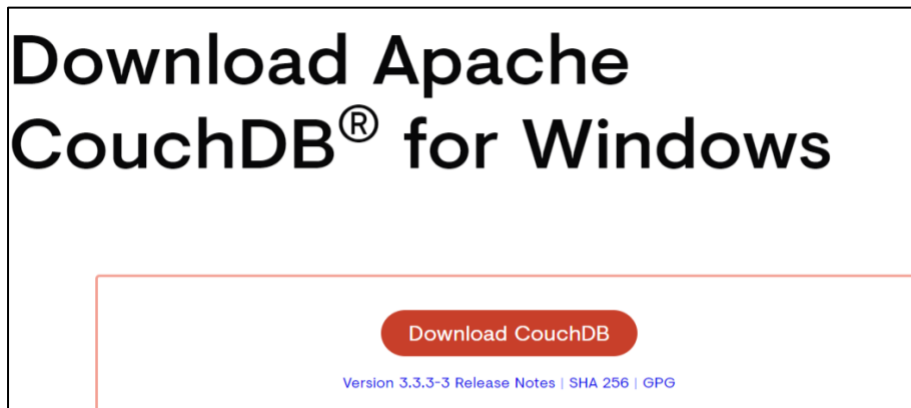 Download Apache
CouchDB® for Windows
Download CouchDB
Version 3.3.3-3 Release Notes | SHA 256 | GPG